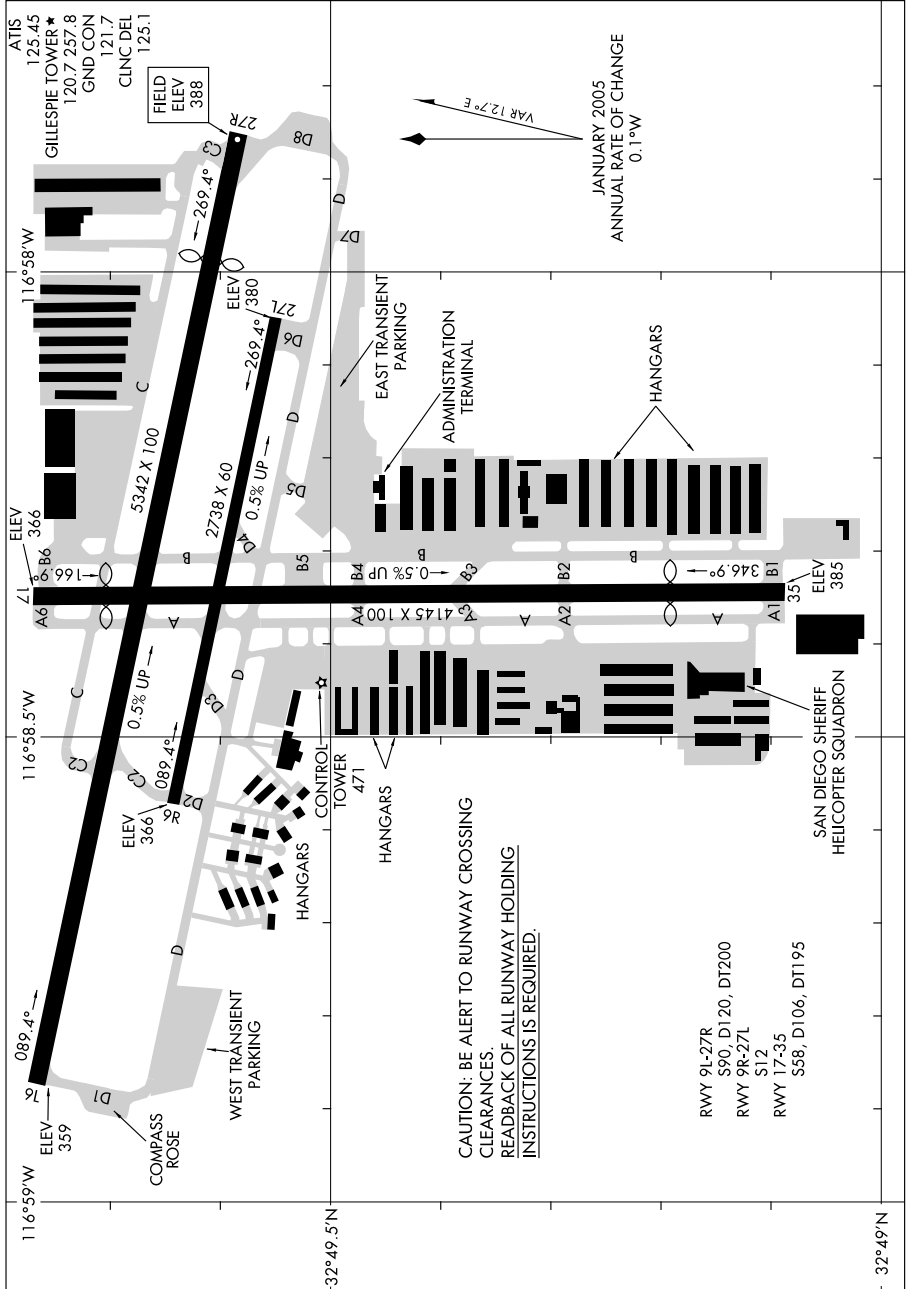 ATIS
125.45
GILLESPIE TOWER★
120.7 257.8
GND CON
121.7
CLNC DEL
125.1
FIELD
ELEV
388
27R
C3
D8
269.4°
116°58'W
ELEV
380
27L
269.4°
D6
D7
D
VAR 12.7°E
JANUARY 2005
ANNUAL RATE OF CHANGE
0.1°W
C
5342 X 100
2738 X 60
0.5% UP
D
D5
D4
EAST TRANSIENT
PARKING
ADMINISTRATION
TERMINAL
HANGARS
ELEV
366
17
B6
A6
166.9°
B
A
B5
B4
A4
0.5% UP
4145 X 100
B
B3
A3
A
B2
A2
B
346.9°
A
B1
A1
35
ELEV
385
116°58.5'W
C
C2
C2
0.5% UP
089.4°
9R
ELEV
366
D2
D3
D
HANGARS
CONTROL
TOWER
471
HANGARS
SAN DIEGO SHERIFF
HELICOPTER SQUADRON
089.4°
9L
ELEV
359
D1
D
COMPASS
ROSE
WEST TRANSIENT
PARKING
CAUTION: BE ALERT TO RUNWAY CROSSING
CLEARANCES.
READBACK OF ALL RUNWAY HOLDING
INSTRUCTIONS IS REQUIRED.
RWY 9L-27R
S90, D120, DT200
RWY 9R-27L
S12
RWY 17-35
S58, D106, DT195
116°59'W
32°49.5'N
32°49'N